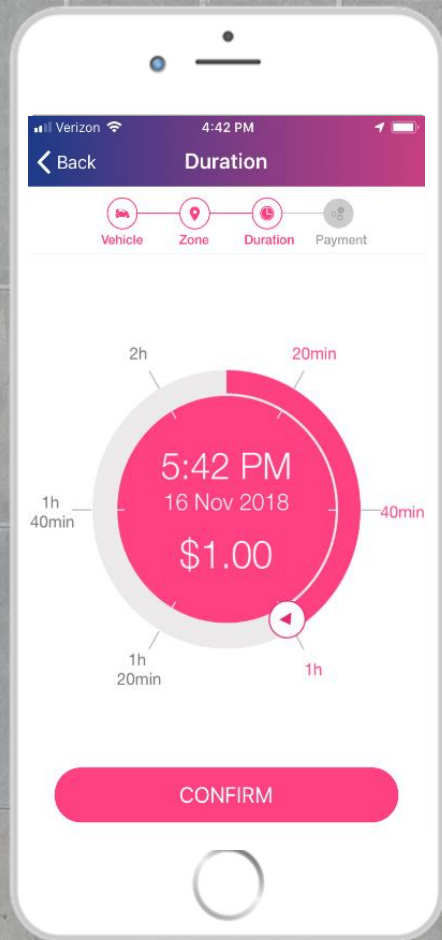 Verizon 4:42 PM
Back Duration
Vehicle Zone Duration Payment
2h 20min
5:42 PM
16 Nov 2018
$1.00
1h
40min
40min
1h
20min
1h
CONFIRM